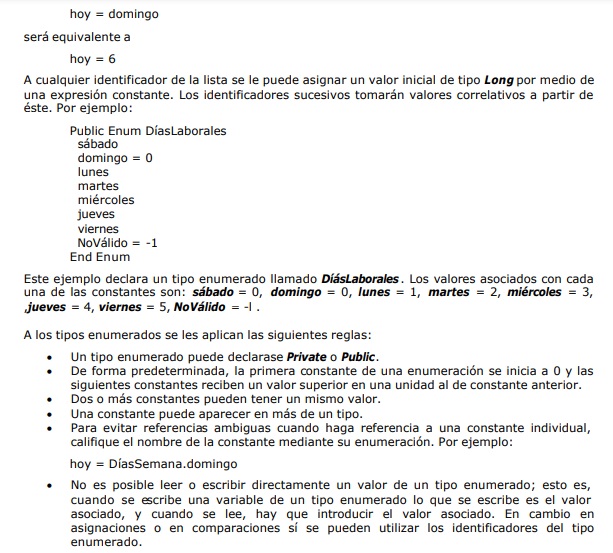 hoy = domingo
será equivalente a
hoy = 6
A cualquier identificador de la lista se le puede asignar un valor inicial de tipo Long por medio de
una expresión constante. Los identificadores sucesivos tomarán valores correlativos a partir de
éste. Por ejemplo:
Public Enum DíasLaborales
sábado
domingo = 0
lunes
martes
miércoles
jueves
viernes
NoVálido = -1
End Enum
Este ejemplo declara un tipo enumerado llamado DíásLaborales. Los valores asociados con cada
una de las constantes son: sábado = 0, domingo = 0, lunes = 1, martes = 2, miércoles = 3,
,jueves = 4, viernes = 5, NoVálido = -l .
A los tipos enumerados se les aplican las siguientes reglas:
• Un tipo enumerado puede declarase Private o Public.
• De forma predeterminada, la primera constante de una enumeración se inicia a 0 y las
siguientes constantes reciben un valor superior en una unidad al de constante anterior.
• Dos o más constantes pueden tener un mismo valor.
• Una constante puede aparecer en más de un tipo.
• Para evitar referencias ambiguas cuando haga referencia a una constante individual,
califique el nombre de la constante mediante su enumeración. Por ejemplo:
hoy = DíasSemana.domingo
• No es posible leer o escribir directamente un valor de un tipo enumerado; esto es,
cuando se escribe una variable de un tipo enumerado lo que se escribe es el valor
asociado, y cuando se lee, hay que introducir el valor asociado. En cambio en
asignaciones o en comparaciones sí se pueden utilizar los identificadores del tipo
enumerado.